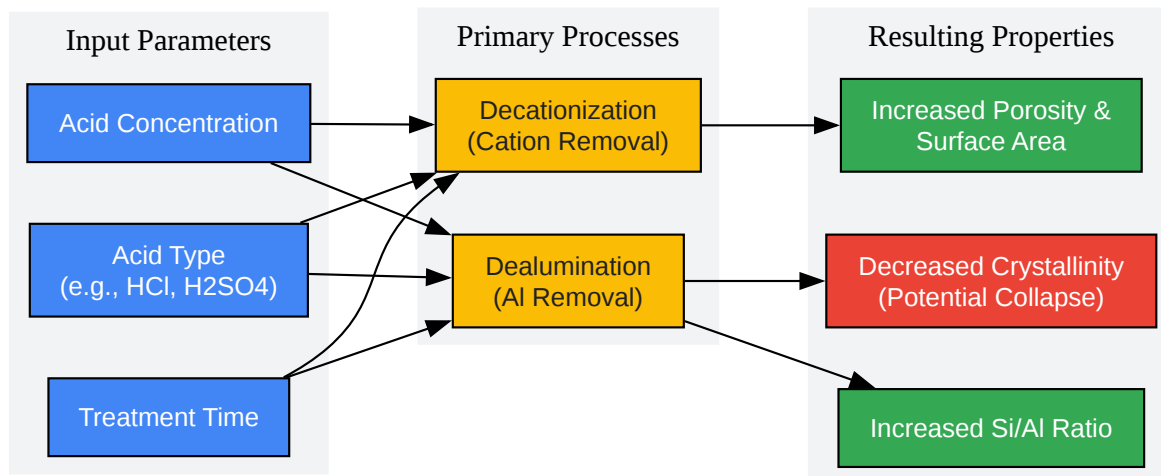 Input Parameters
Acid Concentration
Acid Type
(e.g., HCl, H2SO4)
Treatment Time
Primary Processes
Decationization
(Cation Removal)
Dealumination
(Al Removal)
Resulting Properties
Increased Porosity &
Surface Area
Decreased Crystallinity
(Potential Collapse)
Increased Si/Al Ratio